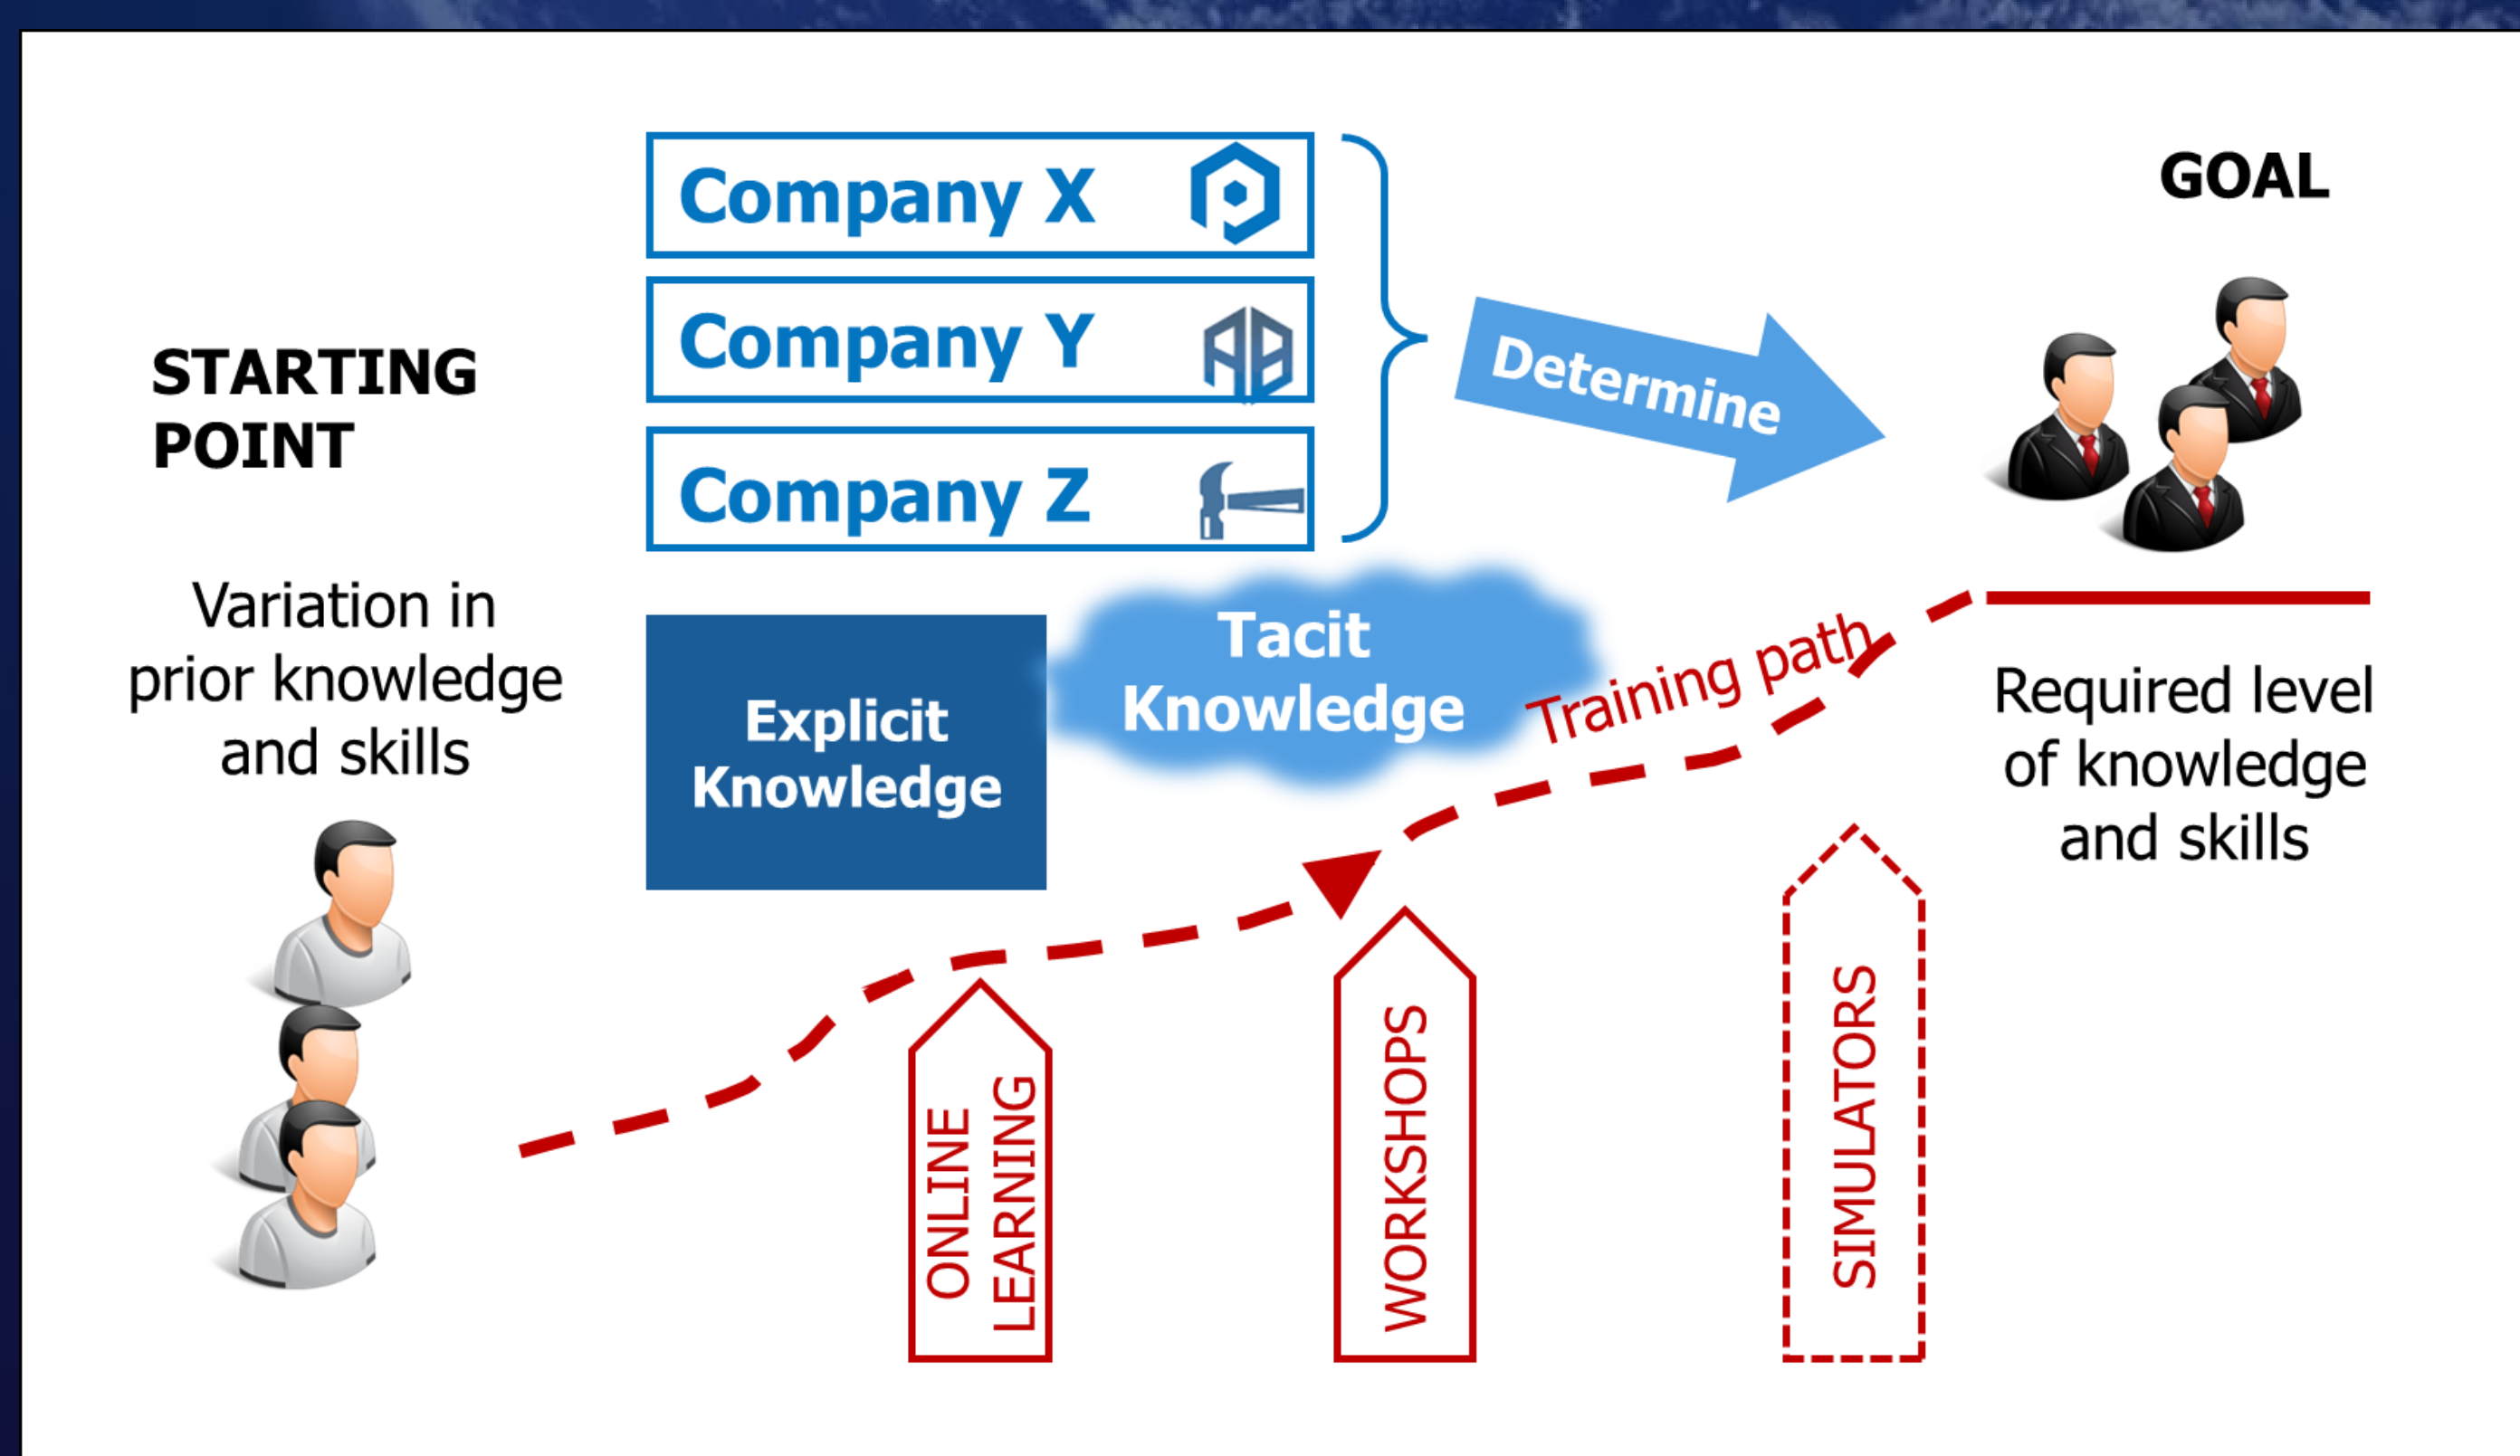 STARTING
POINT
Variation in
prior knowledge
and skills
Company X
Company Y
Company Z
Determine
GOAL
Explicit
Knowledge
Tacit
Knowledge
Training path
Required level
of knowledge
and skills
ONLINE
LEARNING
WORKSHOPS
SIMULATORS